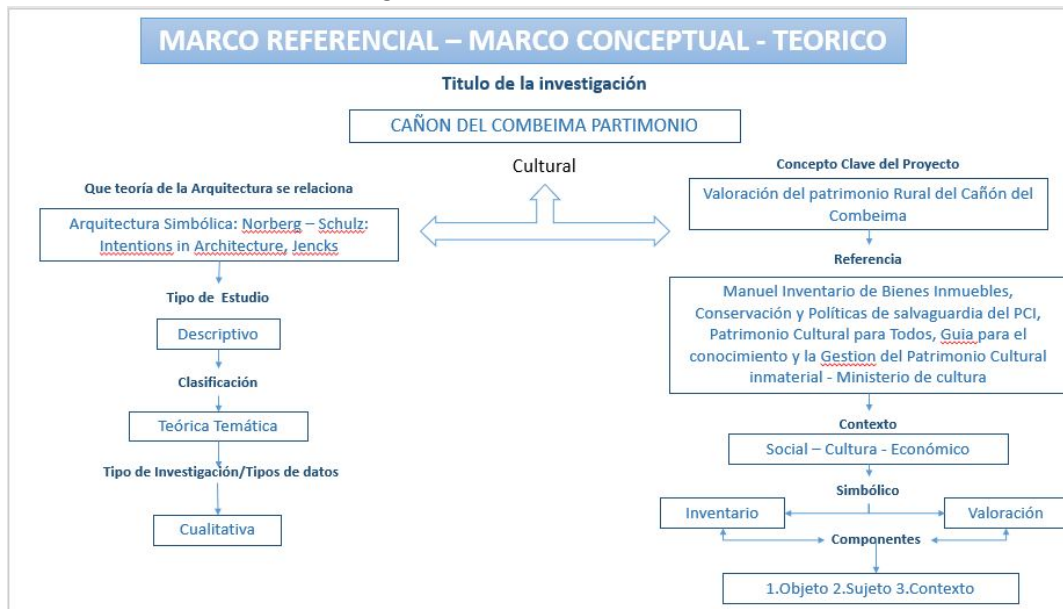 MARCO REFERENCIAL – MARCO CONCEPTUAL - TEORICO
Titulo de la investigación
CAÑON DEL COMBEIMA PARTIMONIO
Cultural
Que teoría de la Arquitectura se relaciona
Arquitectura Simbólica: Norberg – Schulz:
Intentions in Architecture, Jencks
Tipo de Estudio
Descriptivo
Clasificación
Teórica Temática
Tipo de Investigación/Tipos de datos
Cualitativa
Concepto Clave del Proyecto
Valoración del patrimonio Rural del Cañón del
Combeima
Referencia
Manuel Inventario de Bienes Inmuebles,
Conservación y Políticas de salvaguardia del PCI,
Patrimonio Cultural para Todos, Guia para el
conocimiento y la Gestion del Patrimonio Cultural
inmaterial - Ministerio de cultura
Contexto
Social – Cultura - Económico
Simbólico
Inventario
Valoración
Componentes
1.Objeto 2.Sujeto 3.Contexto